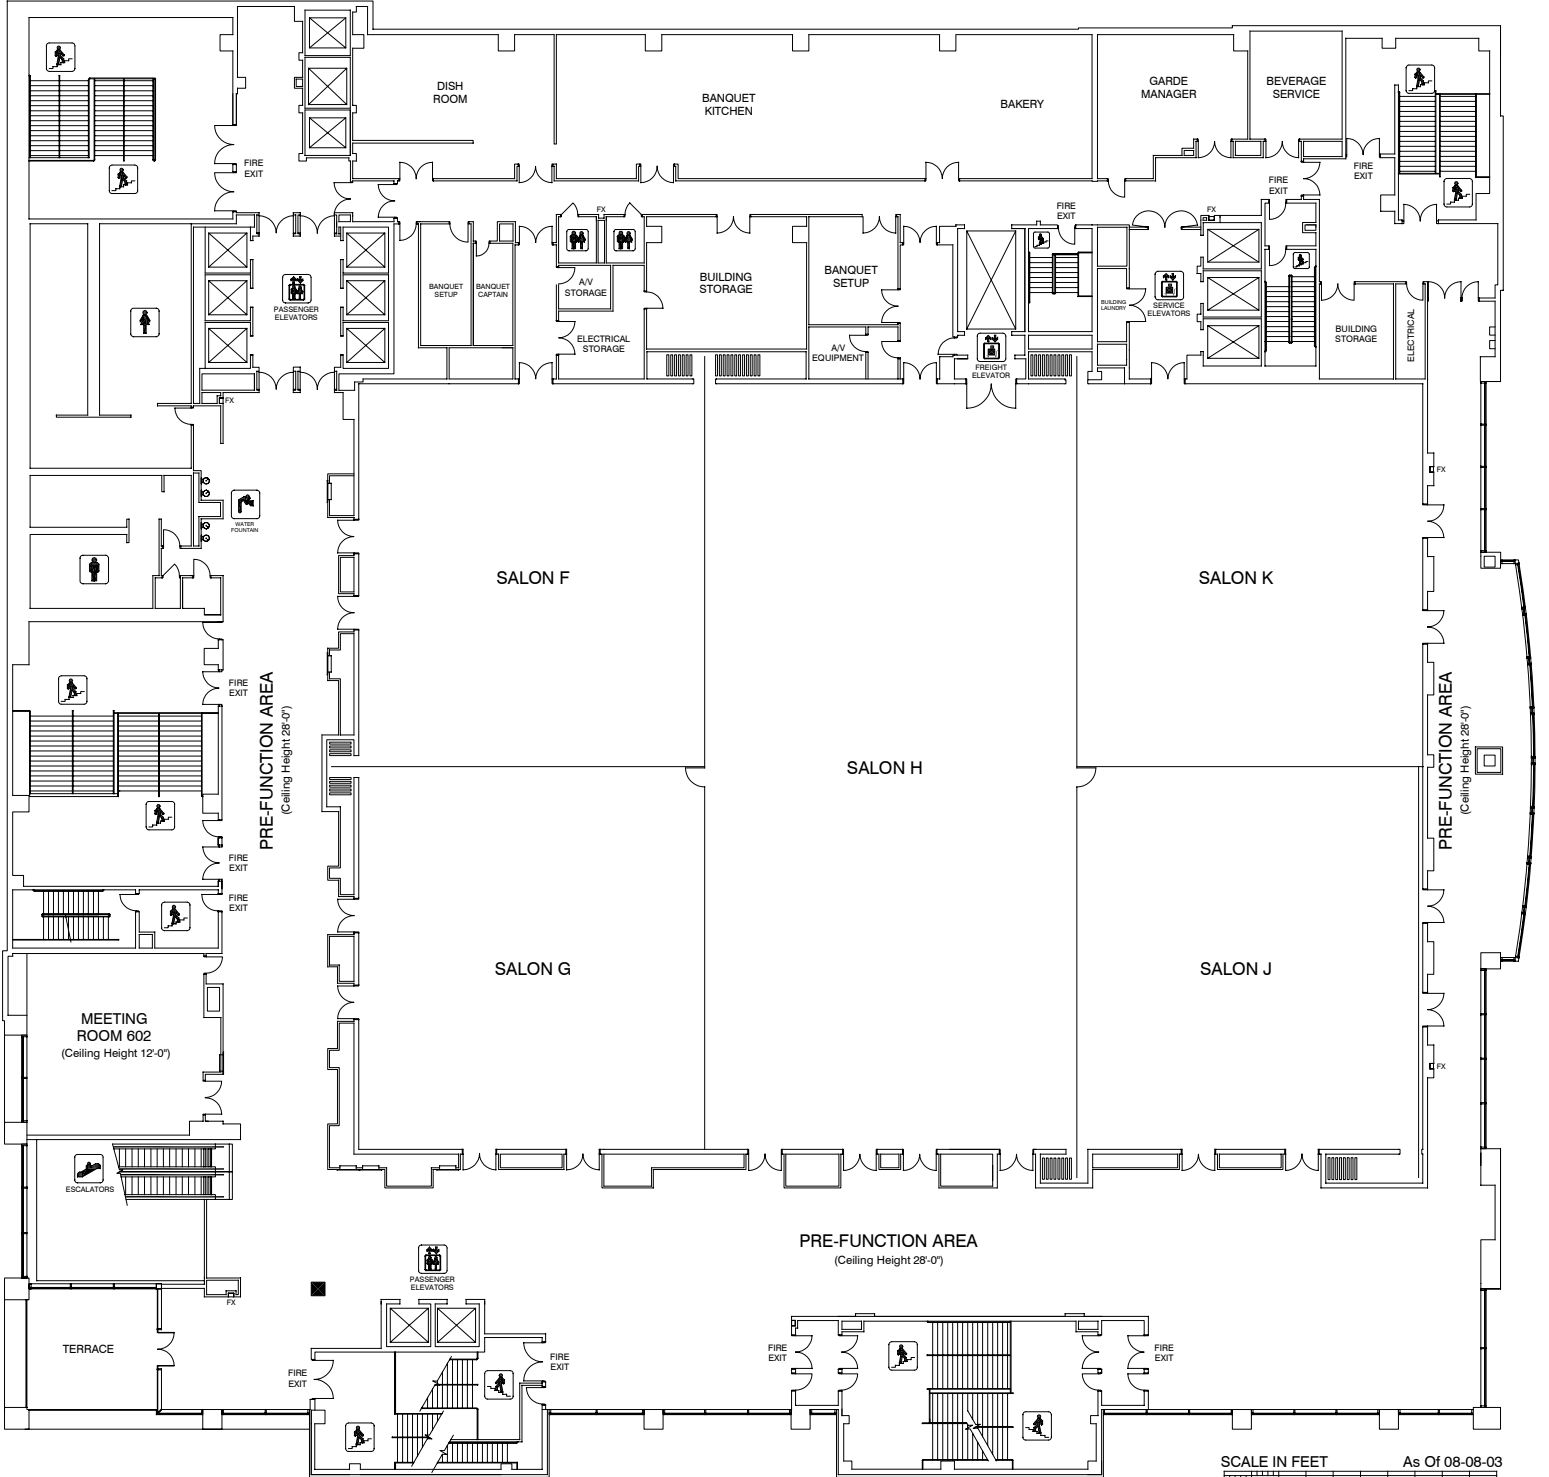 DISH
ROOM
BANQUET
KITCHEN
BAKERY
GARDE
MANAGER
BEVERAGE
SERVICE
FIRE
EXIT
FIRE
EXIT
FIRE
EXIT
FX
FIRE
EXIT
FX
PASSENGER
ELEVATORS
BANQUET
SETUP
BANQUET
CAPTAIN
A/V
STORAGE
ELECTRICAL
STORAGE
BUILDING
STORAGE
BANQUET
SETUP
A/V
EQUIPMENT
FREIGHT
ELEVATOR
BUILDING
LAUNDRY
SERVICE
ELEVATORS
BUILDING
STORAGE
ELECTRICAL
FX
FX
WATER
FOUNTAIN
SALON F
SALON K
FIRE
EXIT
PRE-FUNCTION AREA
(Ceiling Height 28'-0")
SALON H
PRE-FUNCTION AREA
(Ceiling Height 28'-0")
FIRE
EXIT
FIRE
EXIT
SALON G
SALON J
MEETING
ROOM 602
(Ceiling Height 12'-0")
FX
ESCALATORS
PRE-FUNCTION AREA
(Ceiling Height 28'-0")
PASSENGER
ELEVATORS
FX
TERRACE
FIRE
EXIT
FIRE
EXIT
FIRE
EXIT
FIRE
EXIT
SCALE IN FEET
As Of 08-08-03